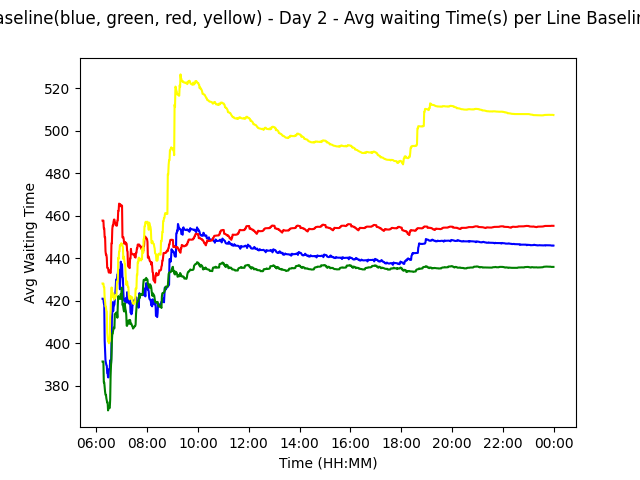 aseline(blue, green, red, yellow) - Day 2 - Avg waiting Time(s) per Line Baselin
520
500
480
460
440
420
400
380
Avg Waiting Time
06:00 08:00 10:00 12:00 14:00 16:00 18:00 20:00 22:00 00:00
Time (HH:MM)